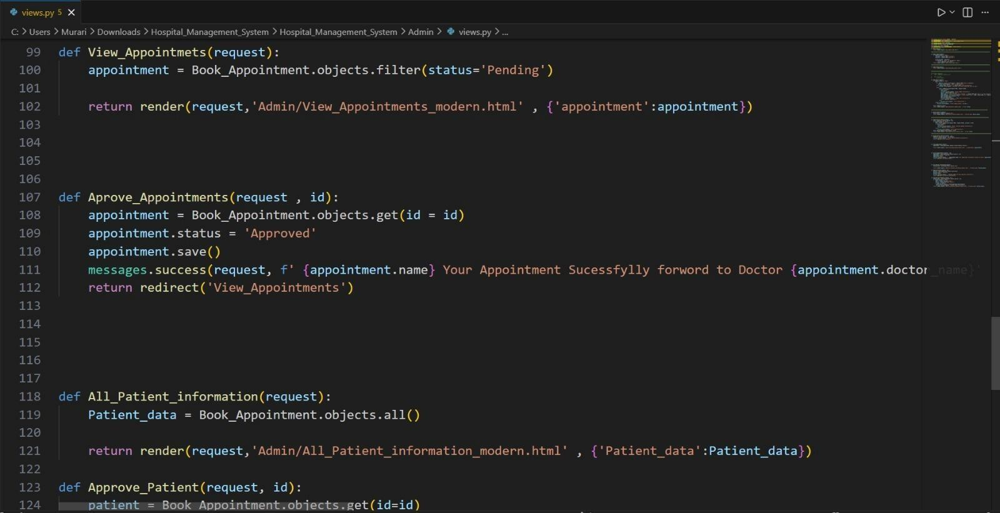 views.py 5
C: > Users > Murari > Downloads > Hospital_Management_System > Hospital_Management_System > Admin > views.py > ...
99 def View_Appointmets(request):
100     appointment = Book_Appointment.objects.filter(status='Pending')
101
102     return render(request,'Admin/View_Appointments_modern.html' , {'appointment':appointment})
103
104
105
106
107 def Aprove_Appointments(request , id):
108     appointment = Book_Appointment.objects.get(id = id)
109     appointment.status = 'Approved'
110     appointment.save()
111     messages.success(request, f' {appointment.name} Your Appointment Sucessfylly forword to Doctor {appointment.doctor_name}'
112     return redirect('View_Appointments')
113
114
115
116
117
118 def All_Patient_information(request):
119     Patient_data = Book_Appointment.objects.all()
120
121     return render(request,'Admin/All_Patient_information_modern.html' , {'Patient_data':Patient_data})
122
123 def Approve_Patient(request, id):
124     patient = Book_Appointment.objects.get(id=id)